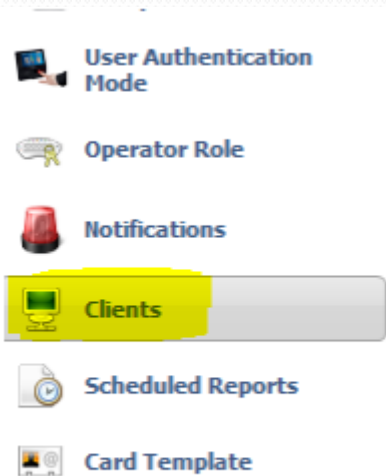 User Authentication
Mode
Operator Role
Notifications
Clients
Scheduled Reports
Card Template